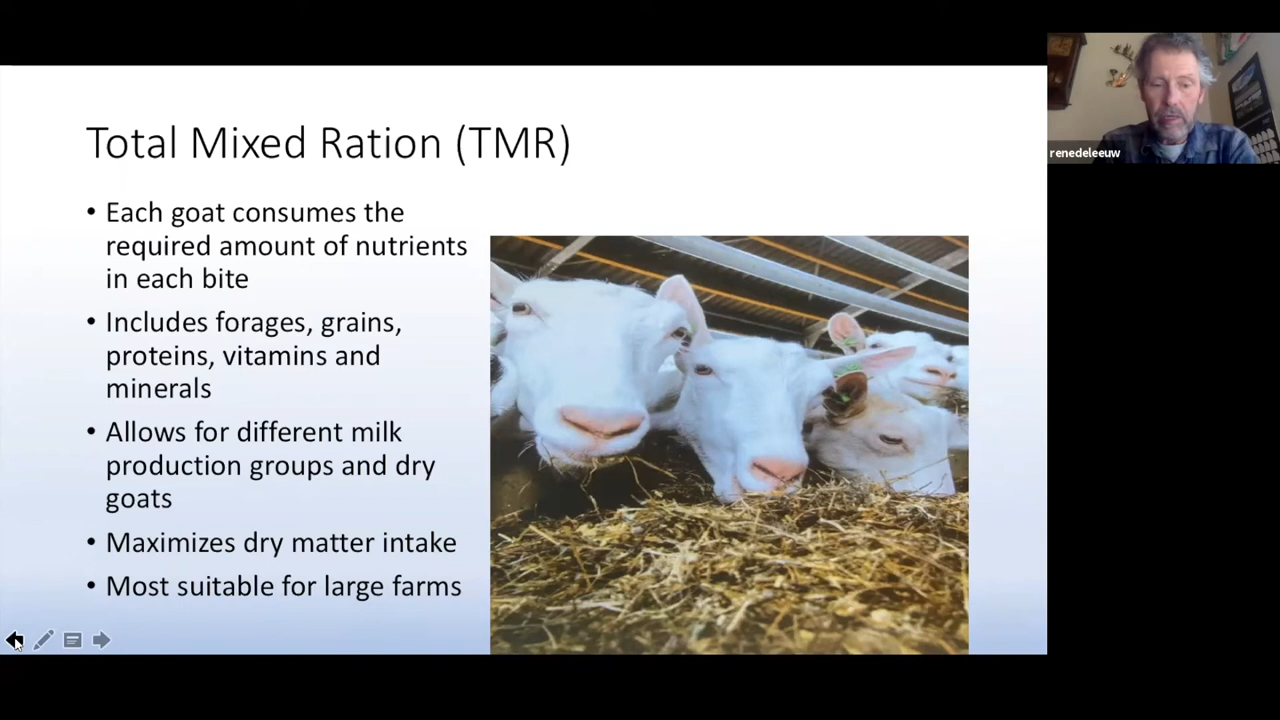 Total Mixed Ration (TMR)
• Each goat consumes the
required amount of nutrients
in each bite
• Includes forages, grains,
proteins, vitamins and
minerals
• Allows for different milk
production groups and dry
goats
• Maximizes dry matter intake
• Most suitable for large farms
renedeleeuw